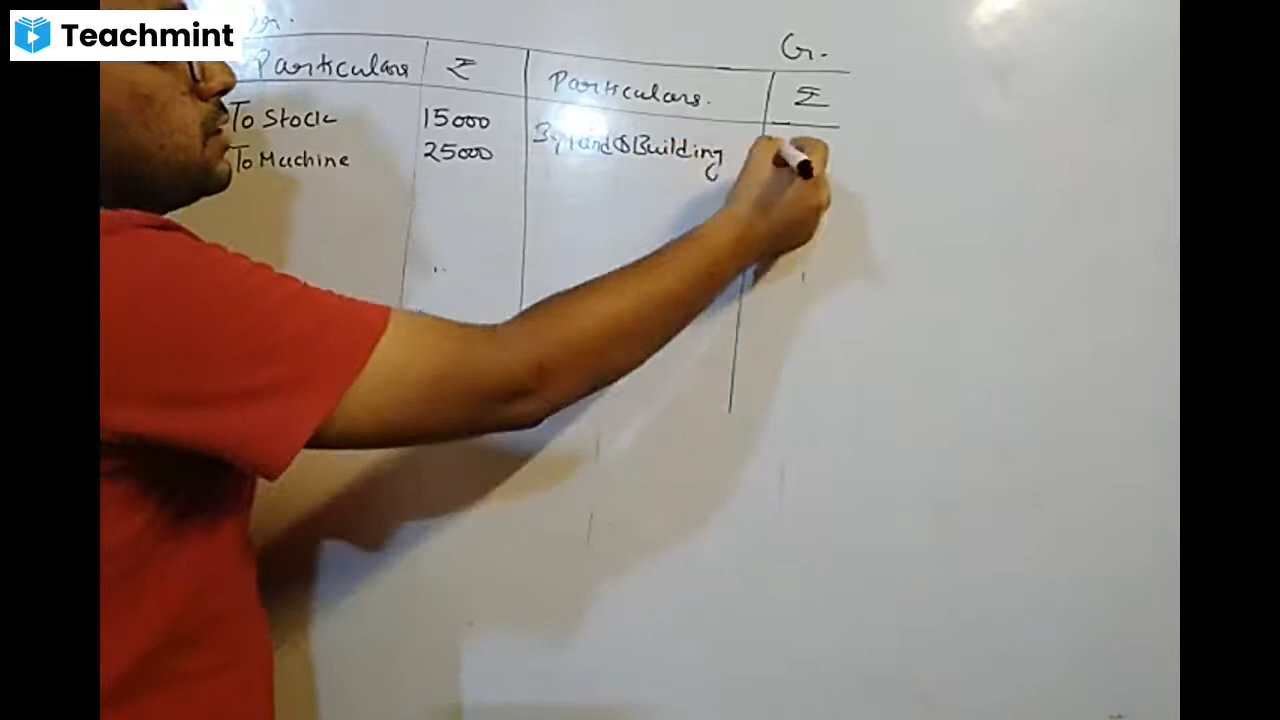 Teachmint
Cr.
Particulars ₹ Particulars. ₹
To Stock 15000 By Land & Building
To Machine 25000